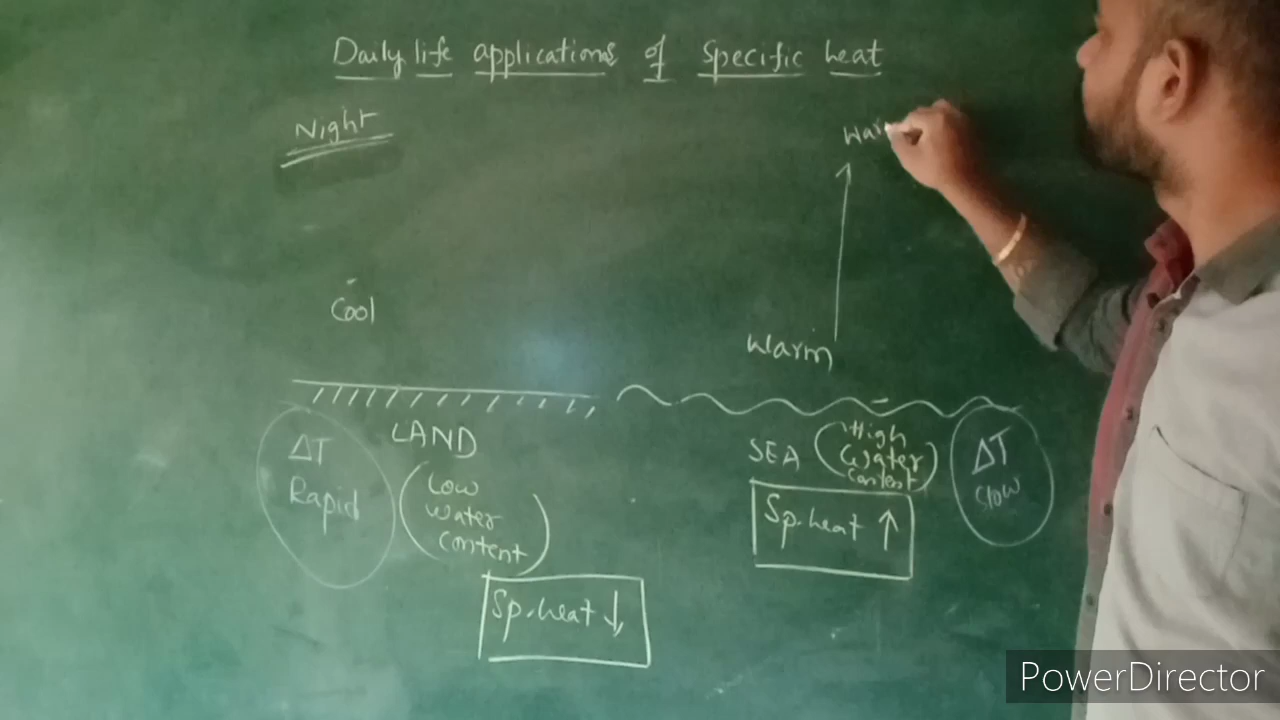 Daily life applications of specific heat
Night
War
Cool
Warm
LAND
ΔT
Rapid
(Low
water
content)
Sp. heat ↓
SEA (High
water
content)
ΔT
slow
Sp. heat ↑
PowerDirector